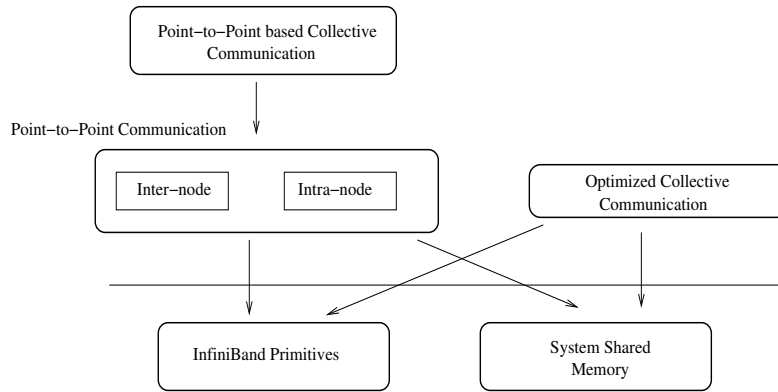 Point−to−Point based Collective
Communication
Point−to−Point Communication
Inter−node
Intra−node
Optimized Collective
Communication
InfiniBand Primitives
System Shared
Memory